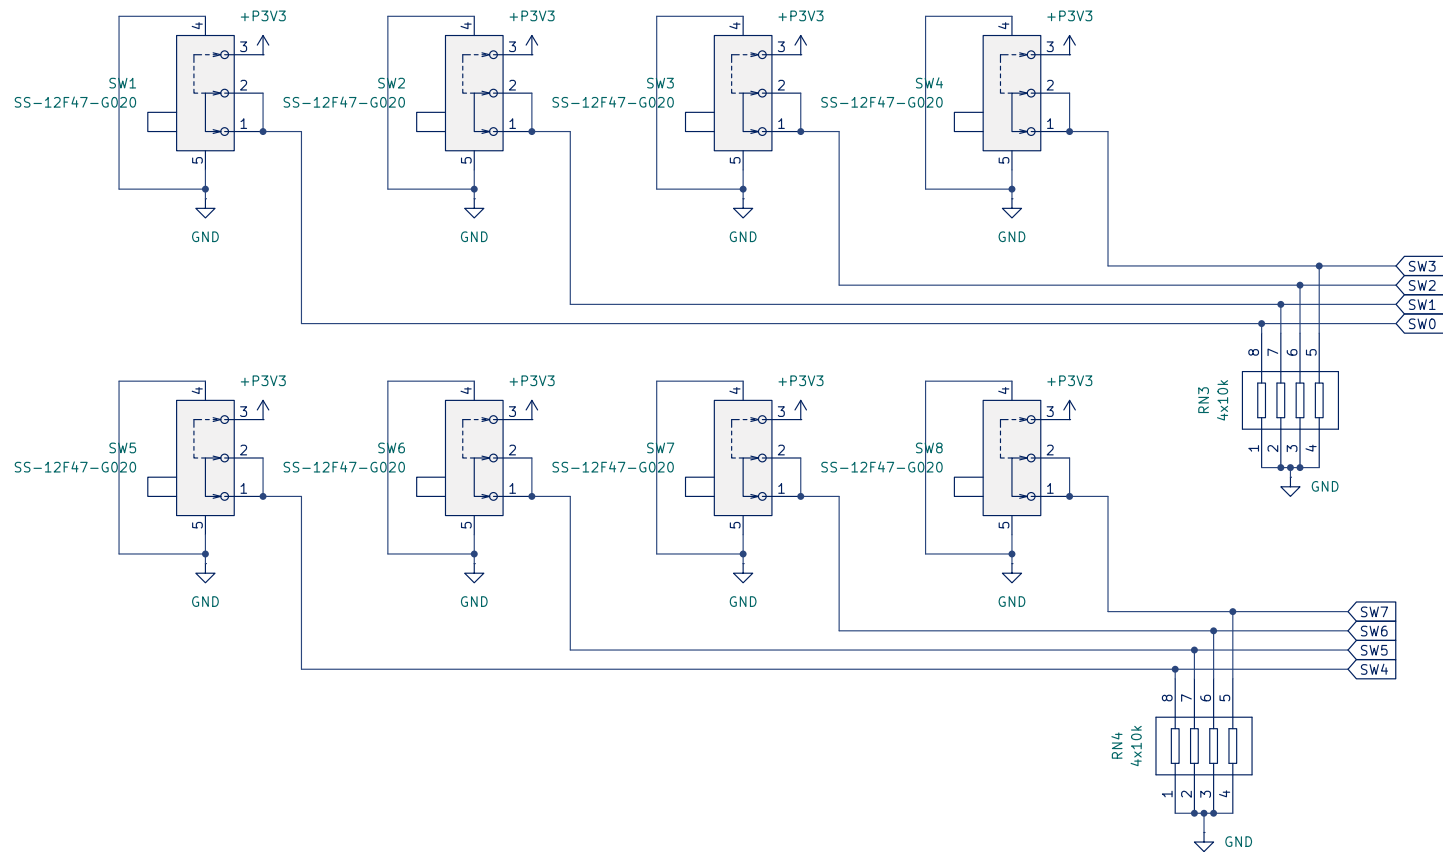 4
+P3V3
3
SW1
SS-12F47-G020
2
1
5
GND
4
+P3V3
3
SW2
SS-12F47-G020
2
1
5
GND
4
+P3V3
3
SW3
SS-12F47-G020
2
1
5
GND
4
+P3V3
3
SW4
SS-12F47-G020
2
1
5
GND
SW3
SW2
SW1
SW0
8
7
6
5
RN3
4x10k
1
2
3
4
GND
4
+P3V3
3
SW5
SS-12F47-G020
2
1
5
GND
4
+P3V3
3
SW6
SS-12F47-G020
2
1
5
GND
4
+P3V3
3
SW7
SS-12F47-G020
2
1
5
GND
4
+P3V3
3
SW8
SS-12F47-G020
2
1
5
GND
SW7
SW6
SW5
SW4
8
7
6
5
RN4
4x10k
1
2
3
4
GND